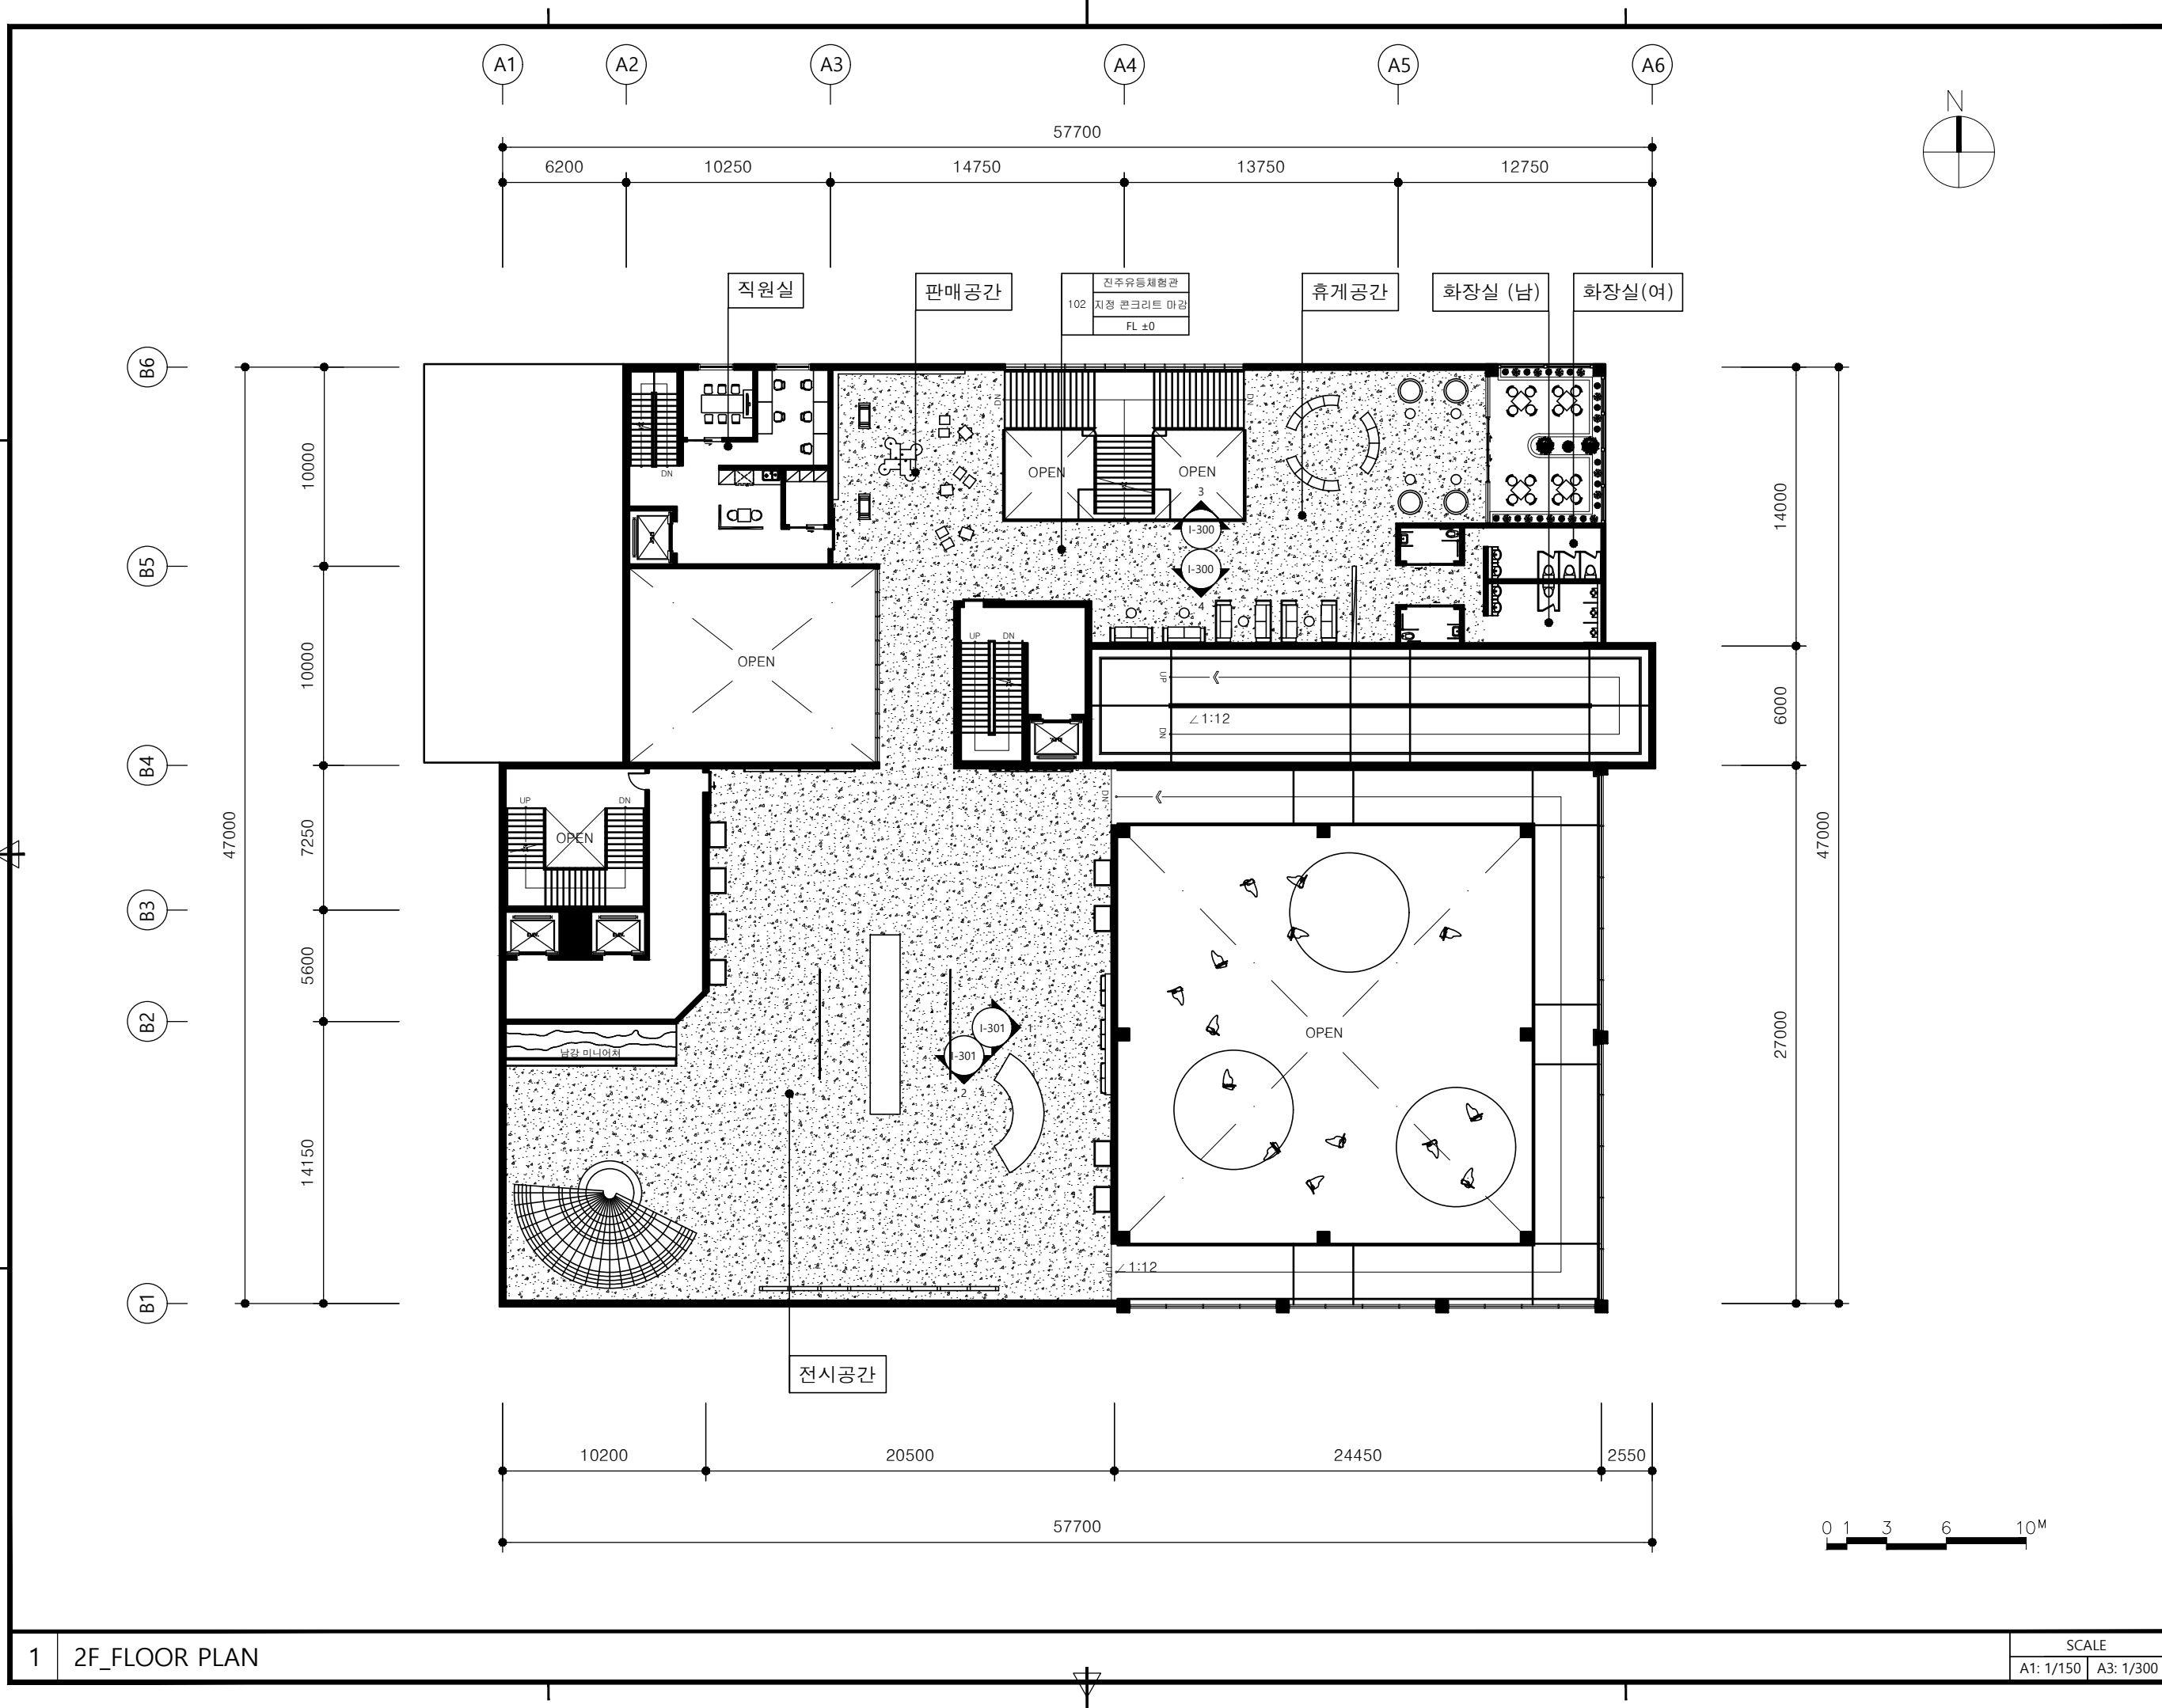 A1
A2
A3
A4
A5
A6
N
57700
6200
10250
14750
13750
12750
직원실
판매공간
102
진주유등체험관
지정 콘크리트 마감
FL ±0
휴게공간
화장실 (남)
화장실(여)
B6
B5
B4
B3
B2
B1
47000
10000
10000
7250
5600
14150
14000
6000
27000
47000
DN
DN
DN
OPEN
OPEN
3
I-300
I-300
4
OPEN
UP
DN
UP
DN
∠1:12
UP
DN
OPEN
DN
I-301
1
I-301
2
남강 미니어처
OPEN
UP
∠1:12
전시공간
10200
20500
24450
2550
57700
0 1 3 6 10M
1
2F_FLOOR PLAN
SCALE
A1: 1/150
A3: 1/300